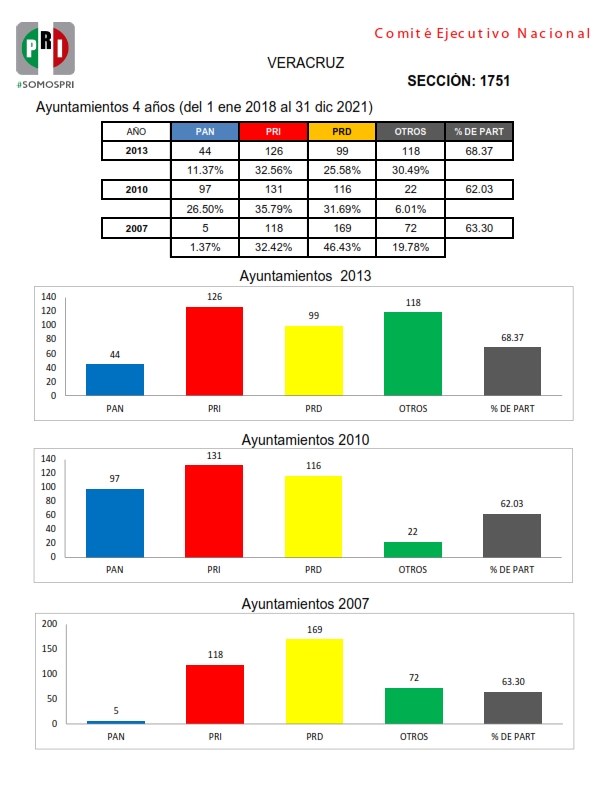 Comité Ejecutivo Nacional
PRI
#SOMOSPRI
VERACRUZ
SECCIÓN: 1751
Ayuntamientos 4 años (del 1 ene 2018 al 31 dic 2021)
AÑO PAN PRI PRD OTROS % DE PART
2013 44 126 99 118 68.37
11.37% 32.56% 25.58% 30.49%
2010 97 131 116 22 62.03
26.50% 35.79% 31.69% 6.01%
2007 5 118 169 72 63.30
1.37% 32.42% 46.43% 19.78%
Ayuntamientos 2013
140
120
100
80
60
40
20
0
44 126 99 118 68.37
PAN PRI PRD OTROS % DE PART
Ayuntamientos 2010
140
120
100
80
60
40
20
0
97 131 116 22 62.03
PAN PRI PRD OTROS % DE PART
Ayuntamientos 2007
200
150
100
50
0
5 118 169 72 63.30
PAN PRI PRD OTROS % DE PART